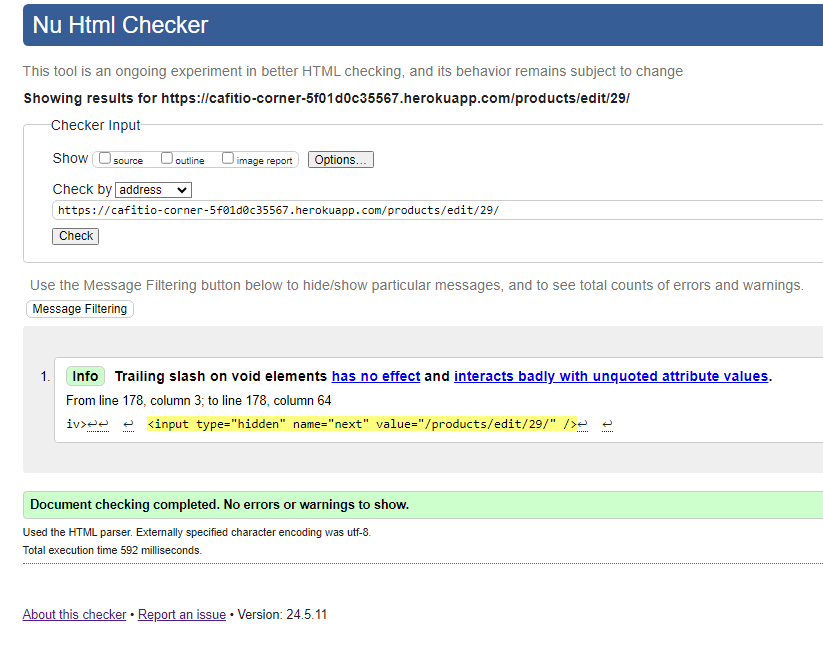 Nu Html Checker
This tool is an ongoing experiment in better HTML checking, and its behavior remains subject to change
Showing results for https://cafitio-corner-5f01d0c35567.herokuapp.com/products/edit/29/
Checker Input
Show source outline image report Options...
Check by address
https://cafitio-corner-5f01d0c35567.herokuapp.com/products/edit/29/
Check
Use the Message Filtering button below to hide/show particular messages, and to see total counts of errors and warnings.
Message Filtering
1. Info Trailing slash on void elements has no effect and interacts badly with unquoted attribute values.
From line 178, column 3; to line 178, column 64
iv>↩↩ ↩ <input type="hidden" name="next" value="/products/edit/29/" />↩ ↩
Document checking completed. No errors or warnings to show.
Used the HTML parser. Externally specified character encoding was utf-8.
Total execution time 592 milliseconds.
About this checker • Report an issue • Version: 24.5.11